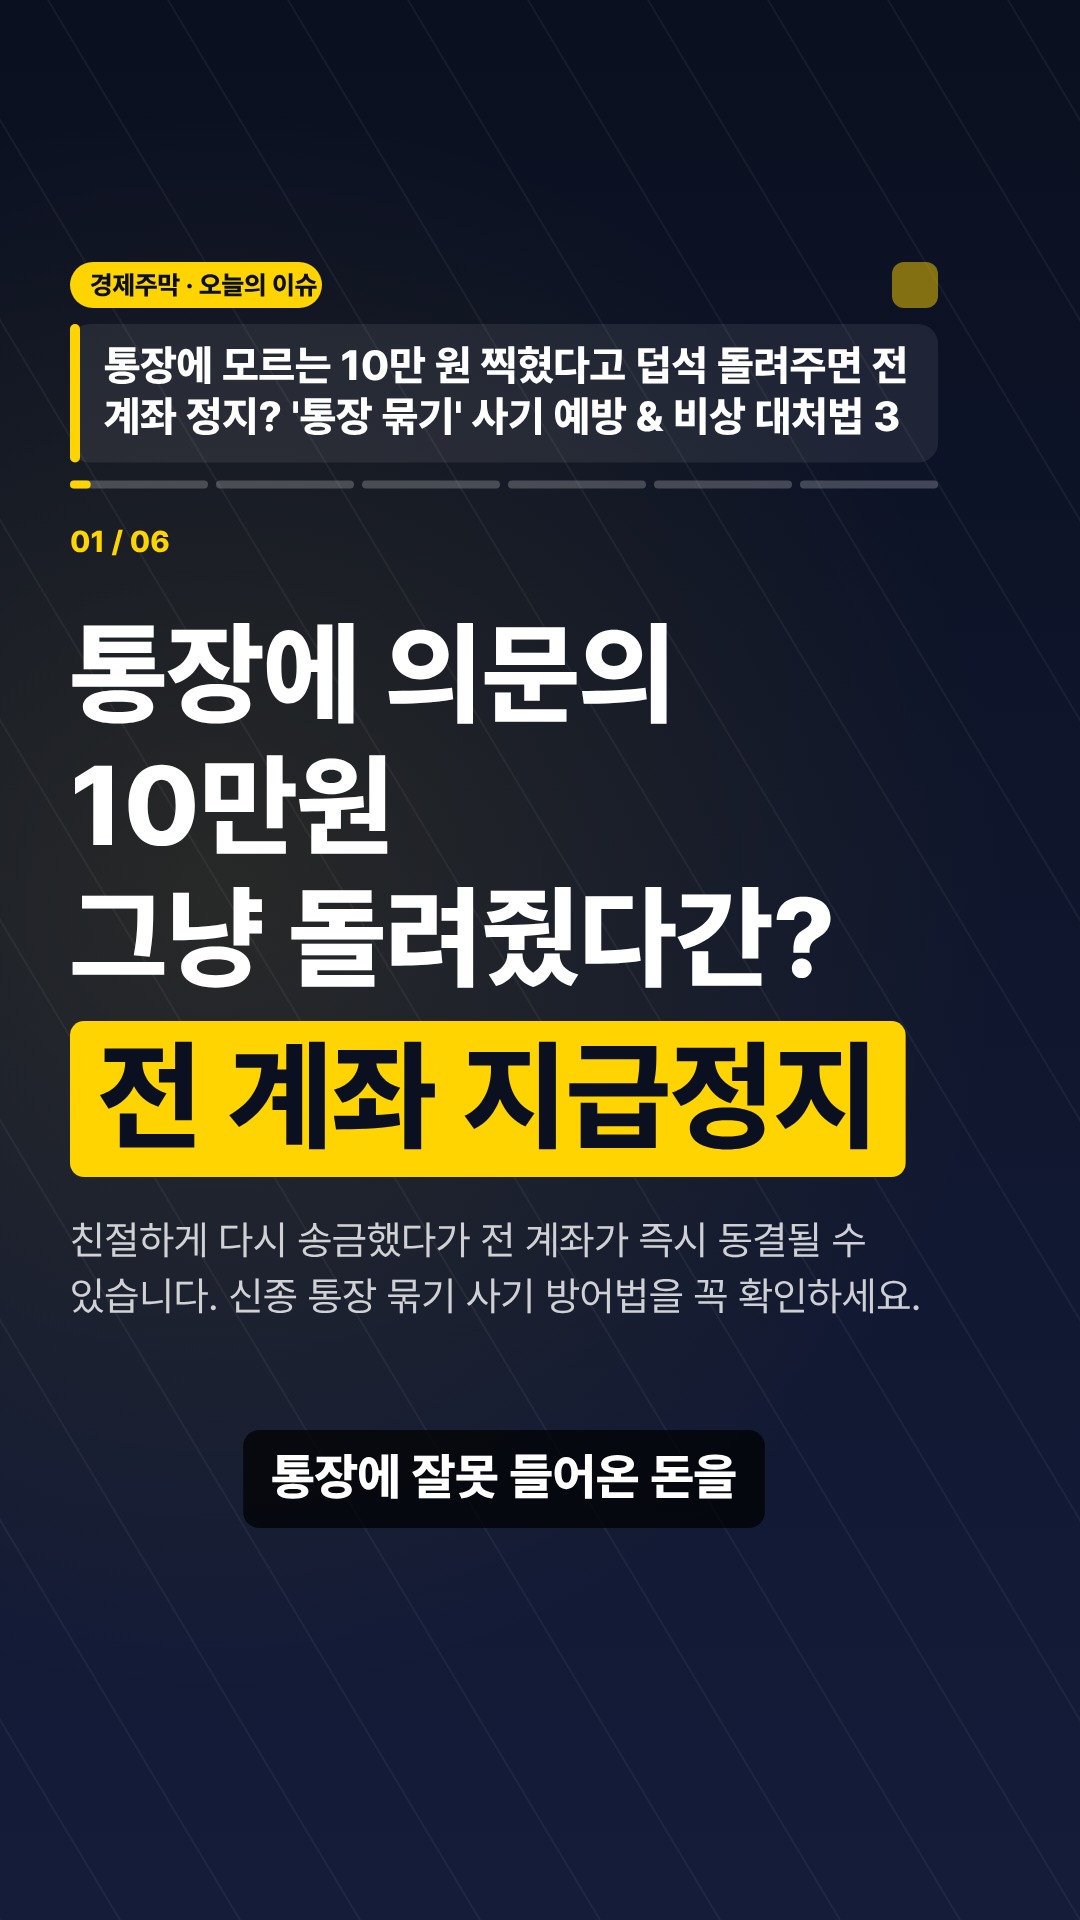 경제주막 · 오늘의 이슈
통장에 모르는 10만 원 찍혔다고 덥석 돌려주면 전
계좌 정지? '통장 묶기' 사기 예방 & 비상 대처법 3
01 / 06
통장에 의문의
10만원
그냥 돌려줬다간?
전 계좌 지급정지
친절하게 다시 송금했다가 전 계좌가 즉시 동결될 수
있습니다. 신종 통장 묶기 사기 방어법을 꼭 확인하세요.
통장에 잘못 들어온 돈을